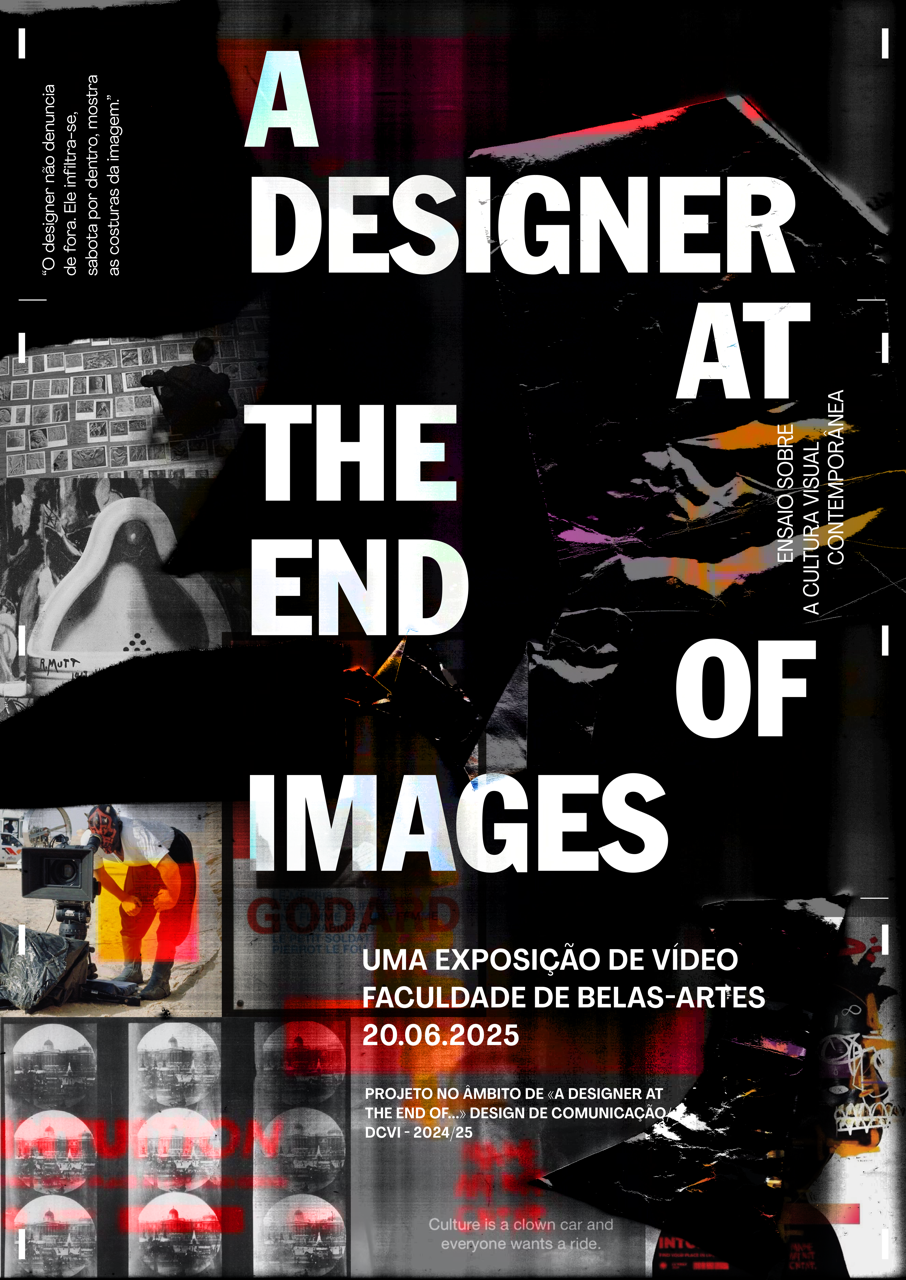 “O designer não denuncia
de fora. Ele infiltra-se,
sabota por dentro, mostra
as costuras da imagem.”
A
DESIGNER
AT
THE
END
OF
IMAGES
ENSAIO SOBRE
A CULTURA VISUAL
CONTEMPORÂNEA
R.MUTT
GODARD
UMA EXPOSIÇÃO DE VÍDEO
FACULDADE DE BELAS-ARTES
20.06.2025
PROJETO NO ÂMBITO DE «A DESIGNER AT
THE END OF...» DESIGN DE COMUNICAÇÃO
DCVI - 2024/25
Culture is a clown car and
everyone wants a ride.